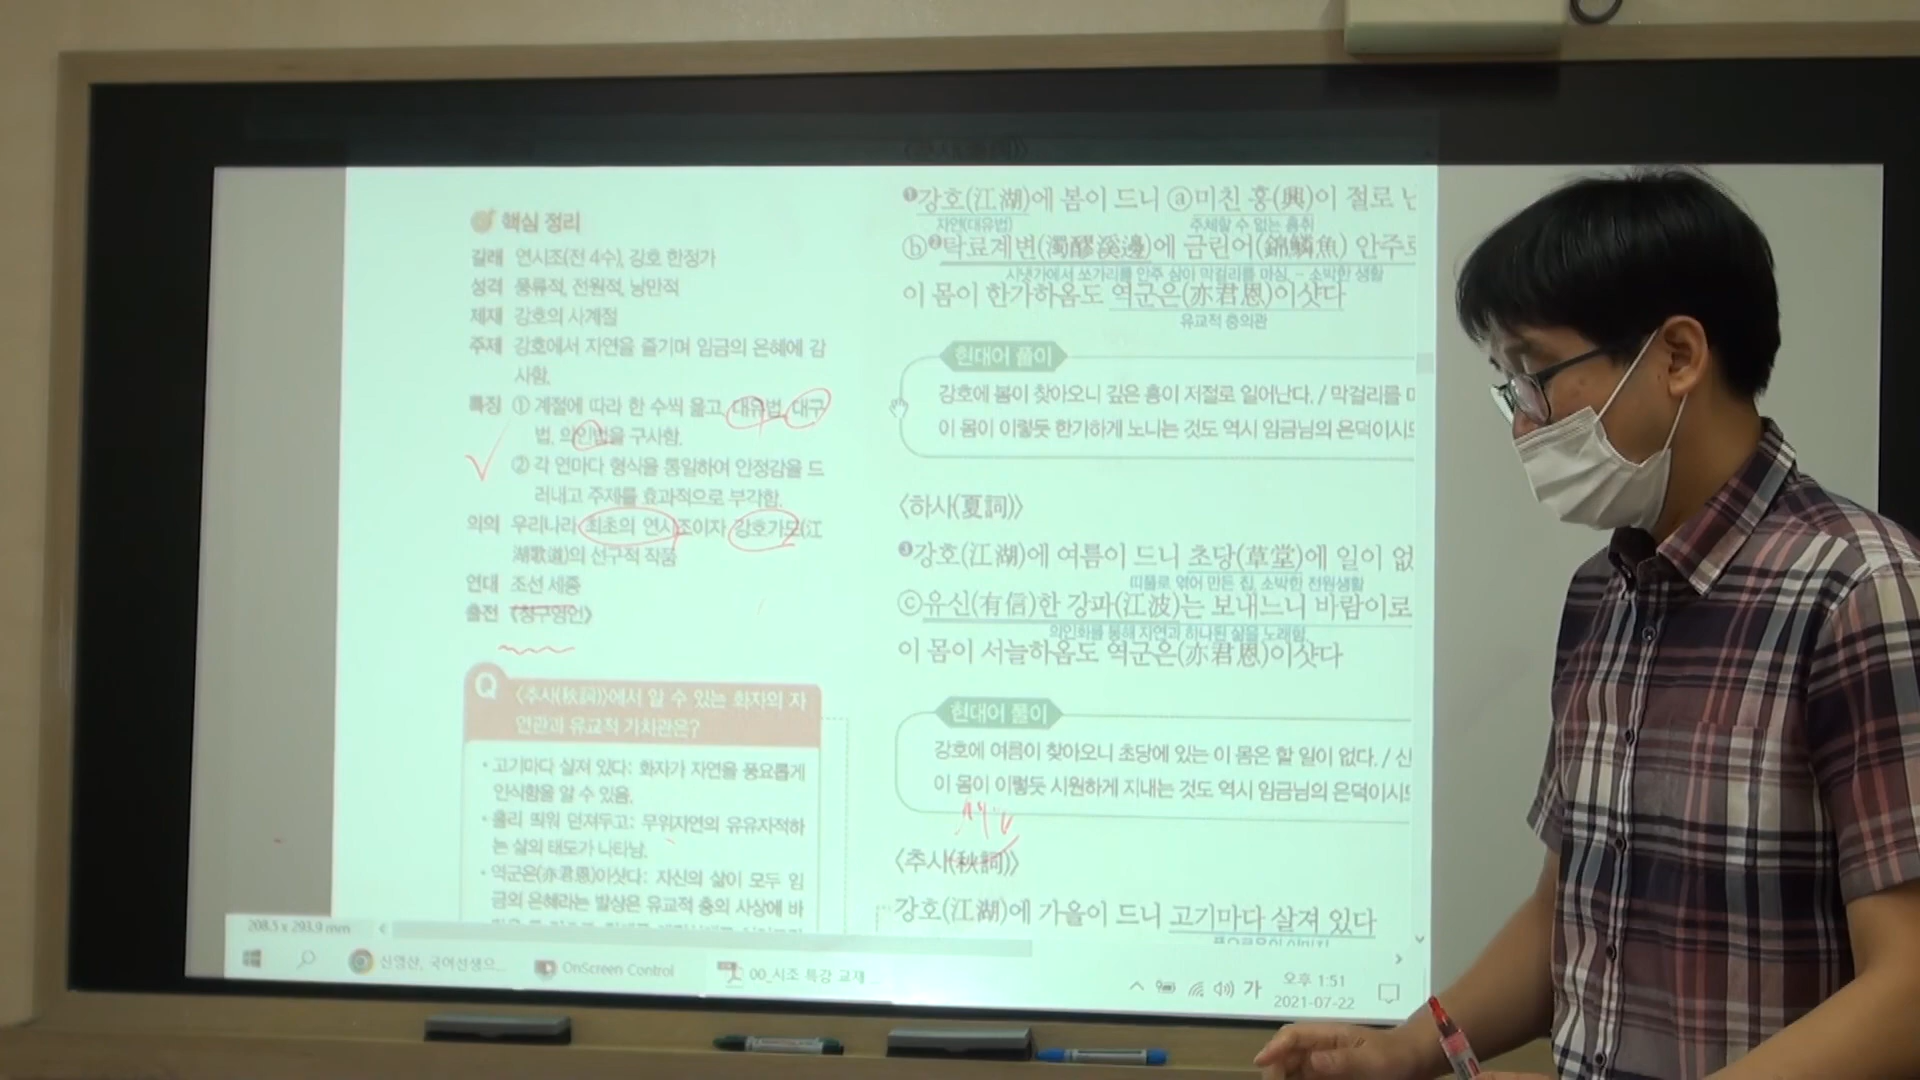 핵심 정리
갈래 연시조(전 4수), 강호 한정가
성격 풍류적, 전원적, 낭만적
제재 강호의 사계절
주제 강호에서 자연을 즐기며 임금의 은혜에 감
사함.
특징 ① 계절에 따라 한 수씩 읊고, 대유법, 대구
법, 의인법을 구사함.
② 각 연마다 형식을 통일하여 안정감을 드
러내고 주제를 효과적으로 부각함.
의의 우리나라 최초의 연시조이자 강호가도(江
湖歌道)의 선구적 작품
연대 조선 세종
출전 《청구영언》
Q 〈추사(秋詞)〉에서 알 수 있는 화자의 자
연관과 유교적 가치관은?
• 고기마다 살져 있다: 화자가 자연을 풍요롭게
인식함을 알 수 있음.
• 흘리 띄워 던져두고: 무위자연의 유유자적하
는 삶의 태도가 나타남.
• 역군은(亦君恩)이샷다: 자신의 삶이 모두 임
금의 은혜라는 발상은 유교적 충의 사상에 바
❶강호(江湖)에 봄이 드니 ⓐ미친 흥(興)이 절로
자연(대유법) 주체할 수 없는 흥취
ⓑ❷탁료계변(濁醪溪邊)에 금린어(錦鱗魚) 안주로
시냇가에서 쏘가리를 안주 삼아 막걸리를 마심. - 소박한 생활
이 몸이 한가하옴도 역군은(亦君恩)이샷다
유교적 충의관
현대어 풀이
강호에 봄이 찾아오니 깊은 흥이 저절로 일어난다. / 막걸리를
이 몸이 이렇듯 한가하게 노니는 것도 역시 임금님의 은덕이시
〈하사(夏詞)〉
❸강호(江湖)에 여름이 드니 초당(草堂)에 일이 없
띠풀로 엮어 만든 집, 소박한 전원생활
ⓒ유신(有信)한 강파(江波)는 보내느니 바람이로
의인화를 통해 자연과 하나된 삶을 노래함.
이 몸이 서늘하옴도 역군은(亦君恩)이샷다
현대어 풀이
강호에 여름이 찾아오니 초당에 있는 이 몸은 할 일이 없다. / 신
이 몸이 이렇듯 시원하게 지내는 것도 역시 임금님의 은덕이시
〈추사(秋詞)〉
강호(江湖)에 가을이 드니 고기마다 살져 있다
208.5 x 293.9 mm
신영산, 국어선생으...
OnScreen Control
00_시조 특강 교재
가
오후 1:51
2021-07-22